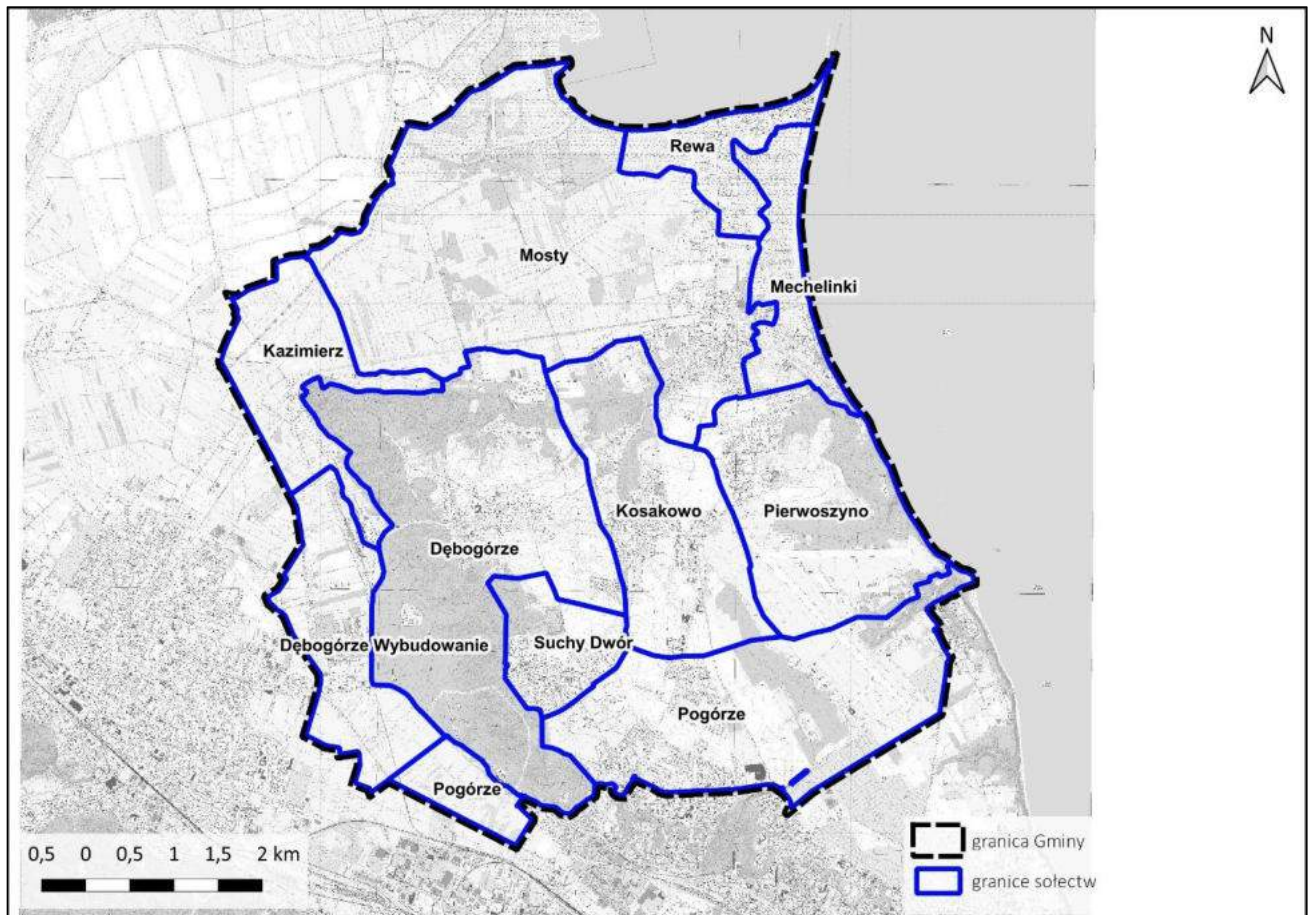 N
Rewa
Mosty
Mechelinki
Kazimierz
Kosakowo
Pierwoszyno
Dębogórze
Dębogórze Wybudowanie
Suchy Dwór
Pogórze
Pogórze
0,5 0 0,5 1 1,5 2 km
granica Gminy
granice sołectw